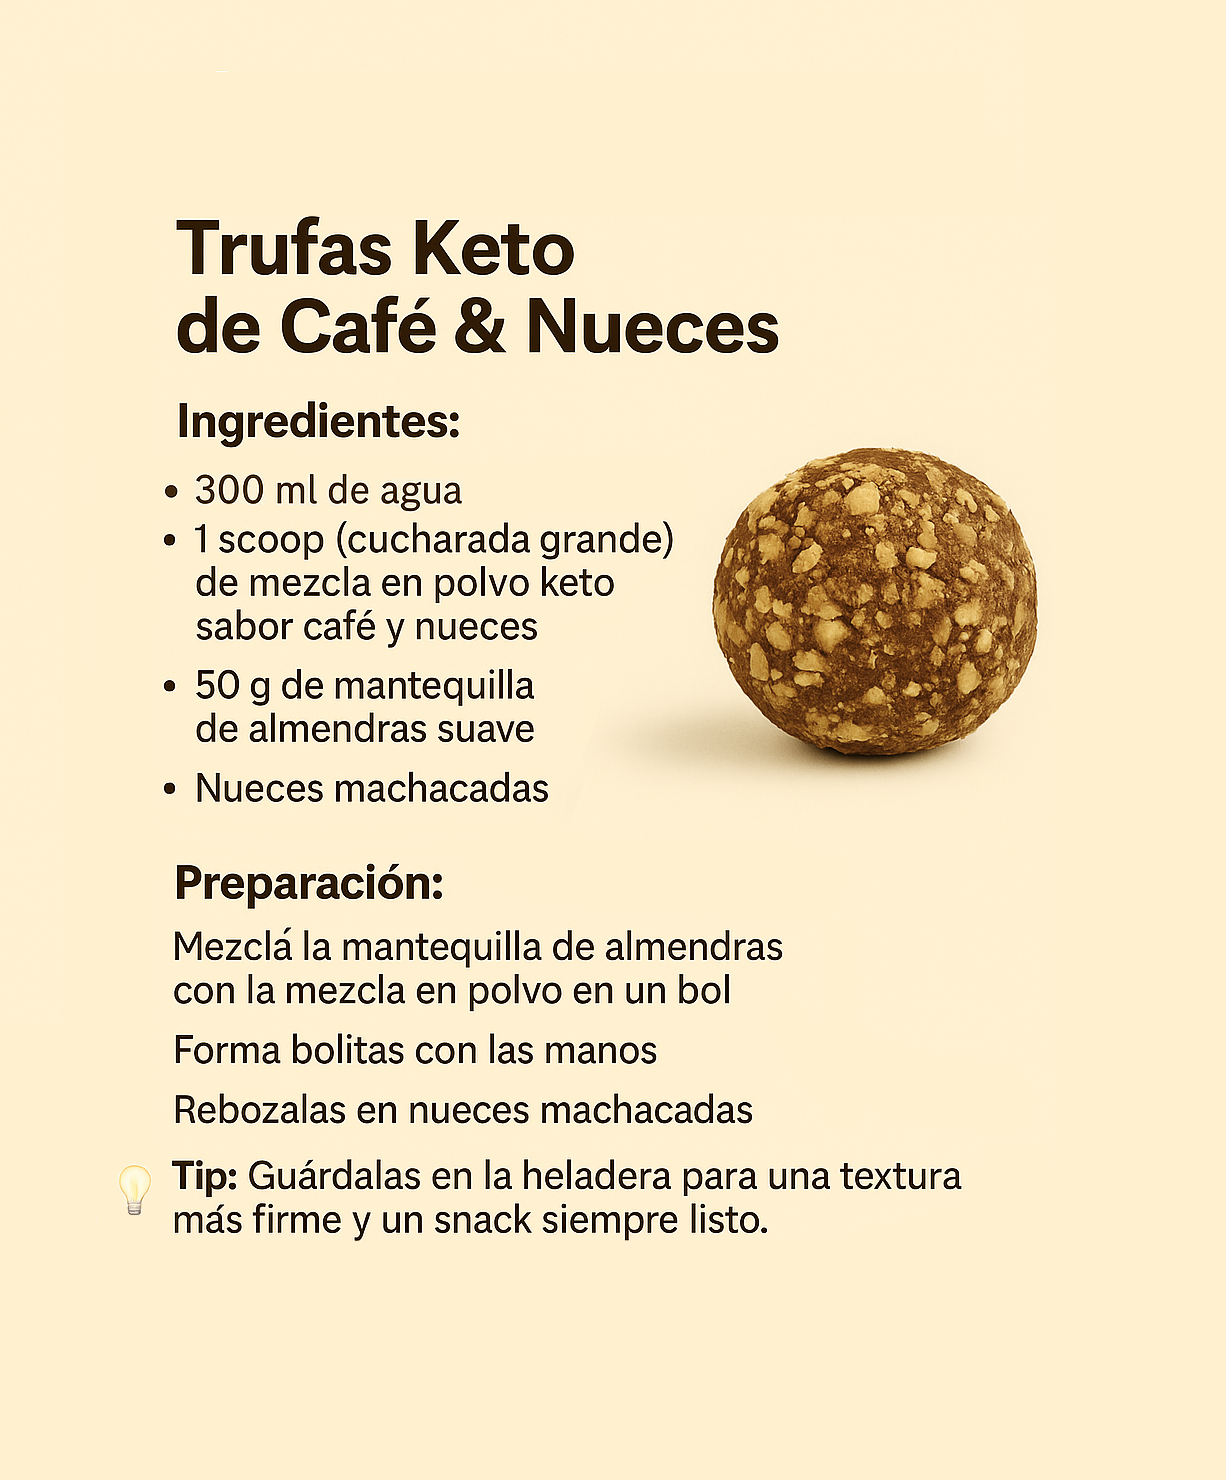 Trufas Keto
de Café & Nueces
Ingredientes:
• 300 ml de agua
• 1 scoop (cucharada grande)
de mezcla en polvo keto
sabor café y nueces
• 50 g de mantequilla
de almendras suave
• Nueces machacadas
Preparación:
Mezclá la mantequilla de almendras
con la mezcla en polvo en un bol
Forma bolitas con las manos
Rebozalas en nueces machacadas
Tip: Guárdalas en la heladera para una textura
más firme y un snack siempre listo.